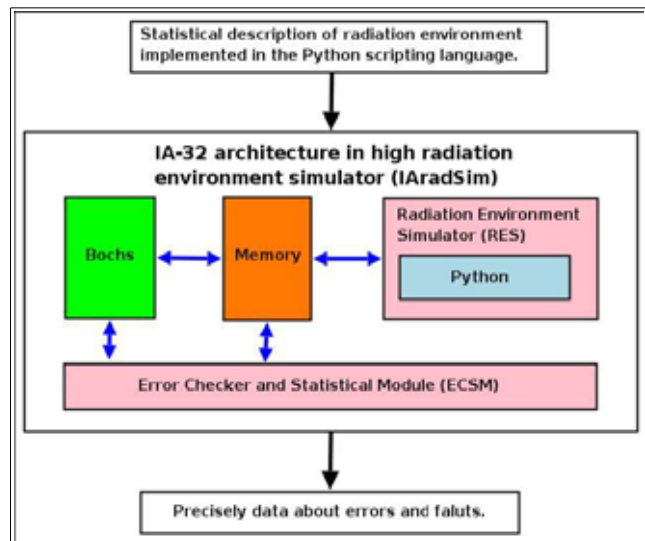 Statistical description of radiation environment
implemented in the Python scripting language.
IA-32 architecture in high radiation
environment simulator (IAradSim)
Bochs
Memory
Radiation Environment
Simulator (RES)
Python
Error Checker and Statistical Module (ECSM)
Precisely data about errors and faluts.